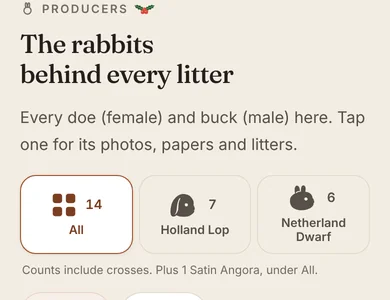 PRODUCERS
The rabbits
behind every litter
Every doe (female) and buck (male) here. Tap
one for its photos, papers and litters.
14
All
7
Holland Lop
6
Netherland
Dwarf
Counts include crosses. Plus 1 Satin Angora, under All.